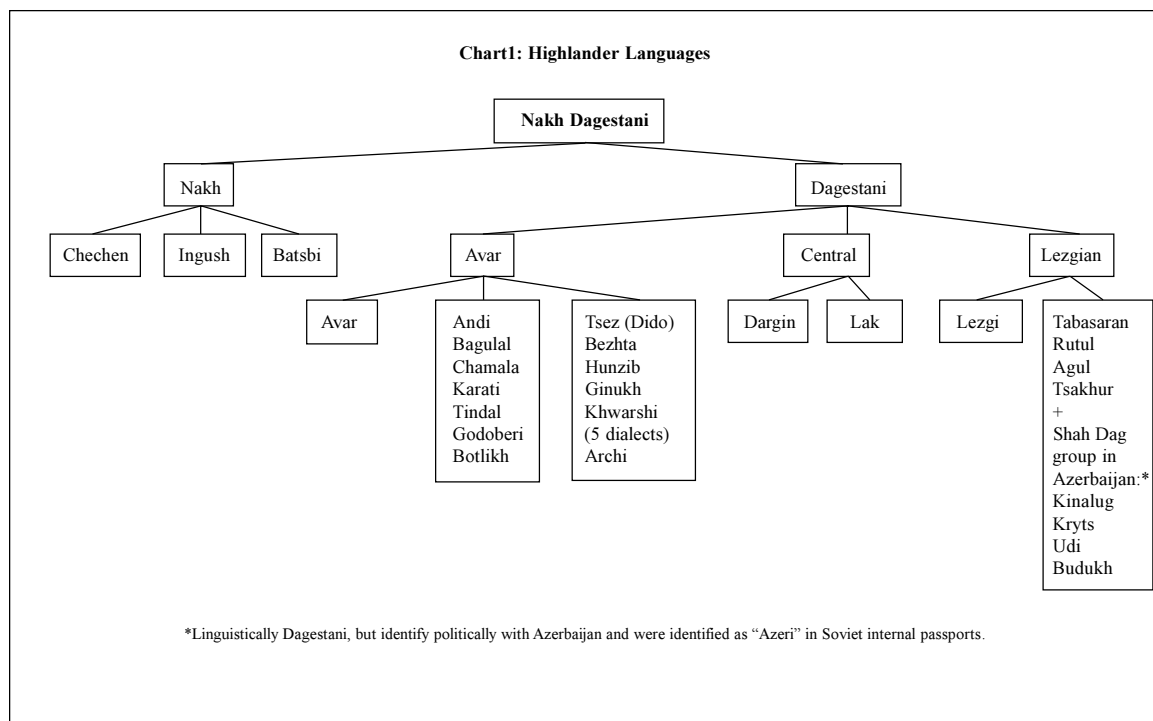 Chart1: Highlander Languages
Nakh Dagestani
Nakh
Dagestani
Chechen
Ingush
Batsbi
Avar
Central
Lezgian
Avar
Andi
Bagulal
Chamala
Karati
Tindal
Godoberi
Botlikh
Tsez (Dido)
Bezhta
Hunzib
Ginukh
Khwarshi
(5 dialects)
Archi
Dargin
Lak
Lezgi
Tabasaran
Rutul
Agul
Tsakhur
+
Shah Dag
group in
Azerbaijan:*
Kinalug
Kryts
Udi
Budukh
*Linguistically Dagestani, but identify politically with Azerbaijan and were identified as “Azeri” in Soviet internal passports.